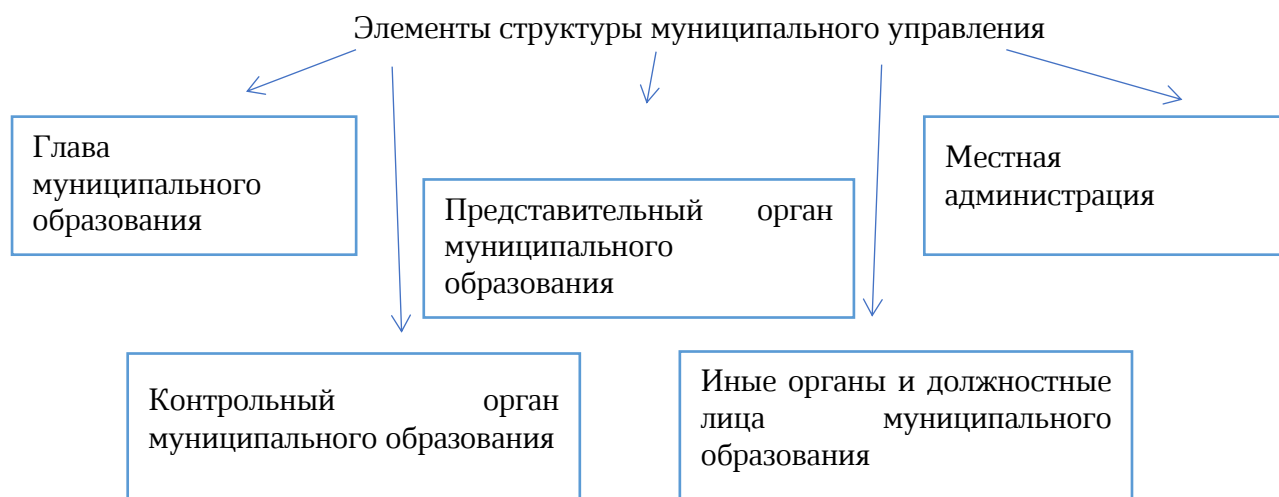 Элементы структуры муниципального управления
Глава
муниципального
образования
Представительный орган
муниципального
образования
Местная
администрация
Контрольный орган
муниципального образования
Иные органы и должностные
лица муниципального
образования